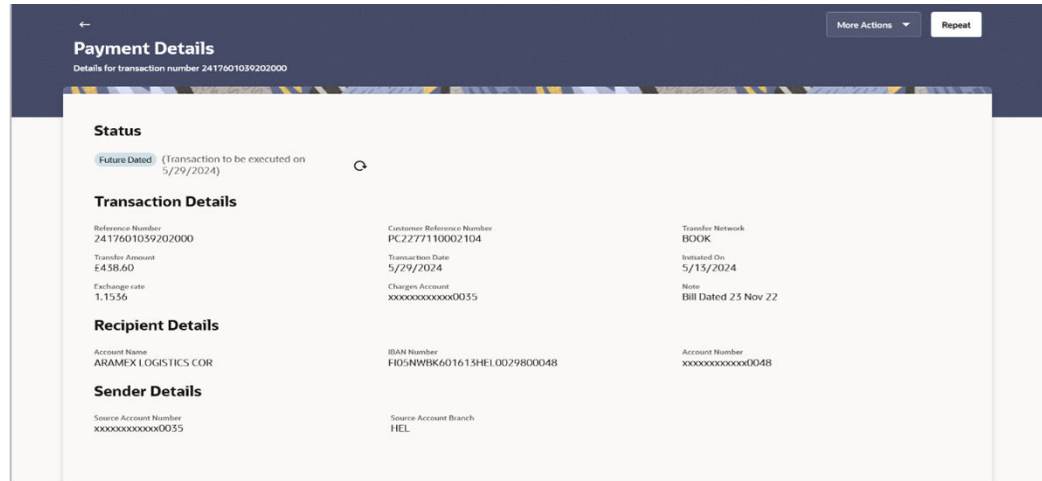 ←
More Actions
Repeat
Payment Details
Details for transaction number 2417601039202000
Status
Future Dated (Transaction to be executed on
5/29/2024)
Transaction Details
Reference Number Customer Reference Number Transfer Network
2417601039202000 PC2277110002104 BOOK
Transfer Amount Transaction Date Initiated On
£438.60 5/29/2024 5/13/2024
Exchange rate Charges Account Note
1.1536 xxxxxxxxxxxx0035 Bill Dated 23 Nov 22
Recipient Details
Account Name IBAN Number Account Number
ARAMEX LOGISTICS COR FI05NWBK601613HEL0029800048 xxxxxxxxxxxx0048
Sender Details
Source Account Number Source Account Branch
xxxxxxxxxxxx0035 HEL